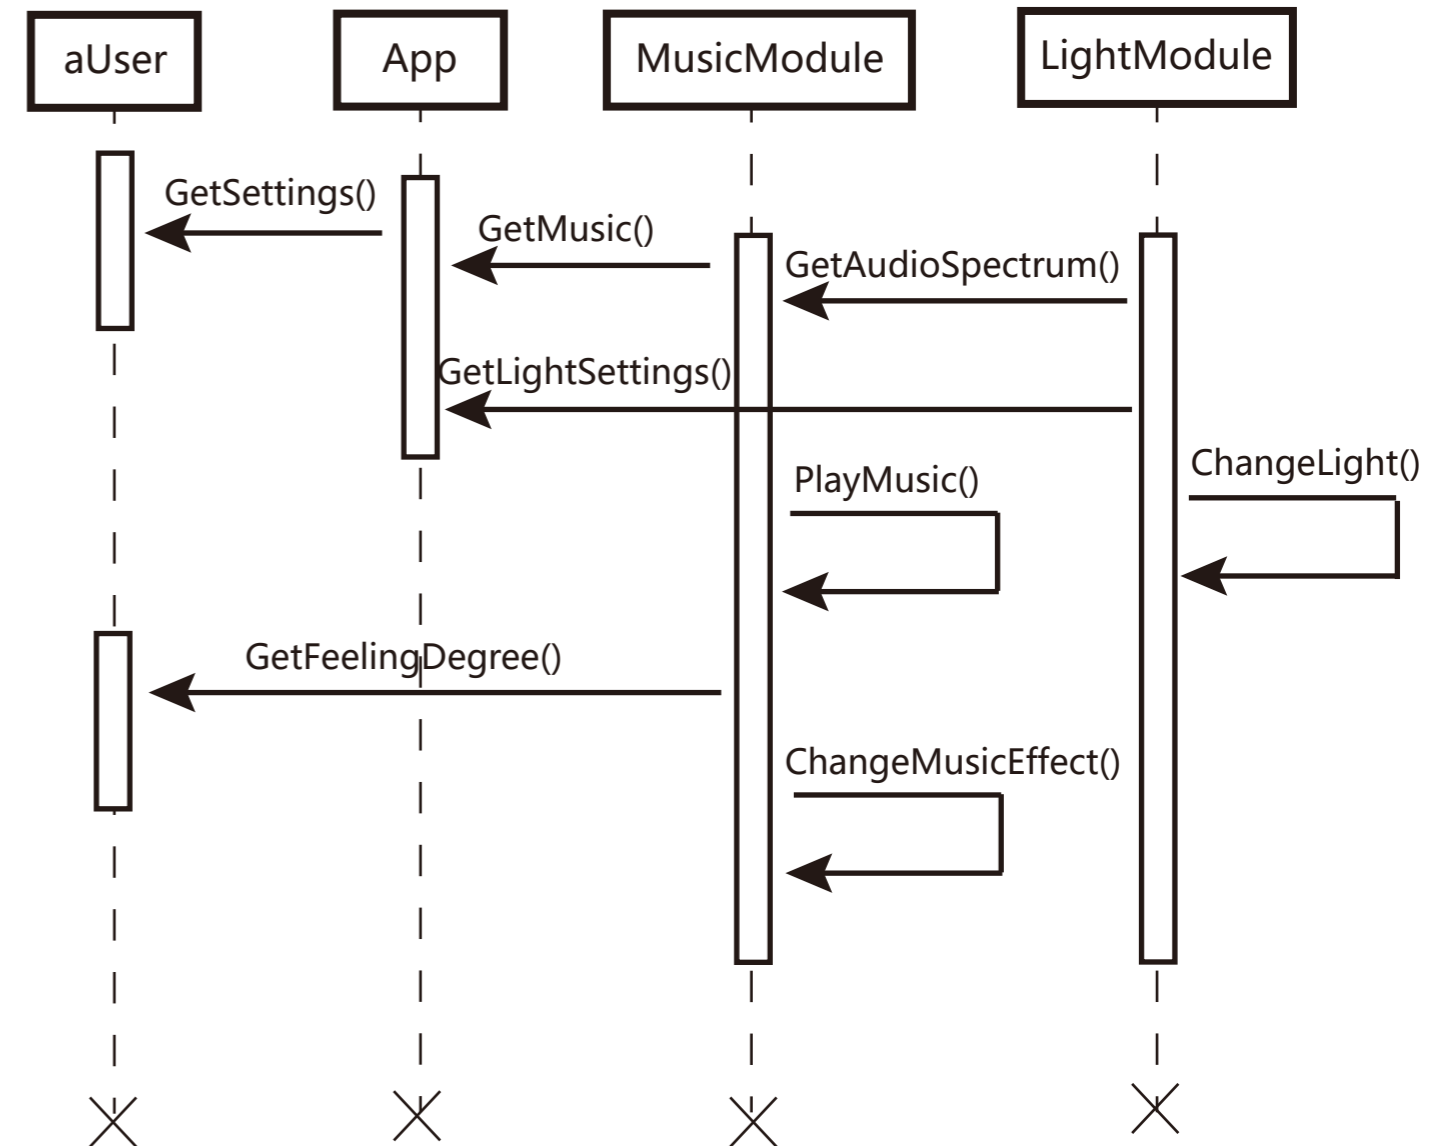 aUser
App
MusicModule
LightModule
GetSettings()
GetMusic()
GetAudioSpectrum()
GetLightSettings()
ChangeLight()
PlayMusic()
GetFeelingDegree()
ChangeMusicEffect()